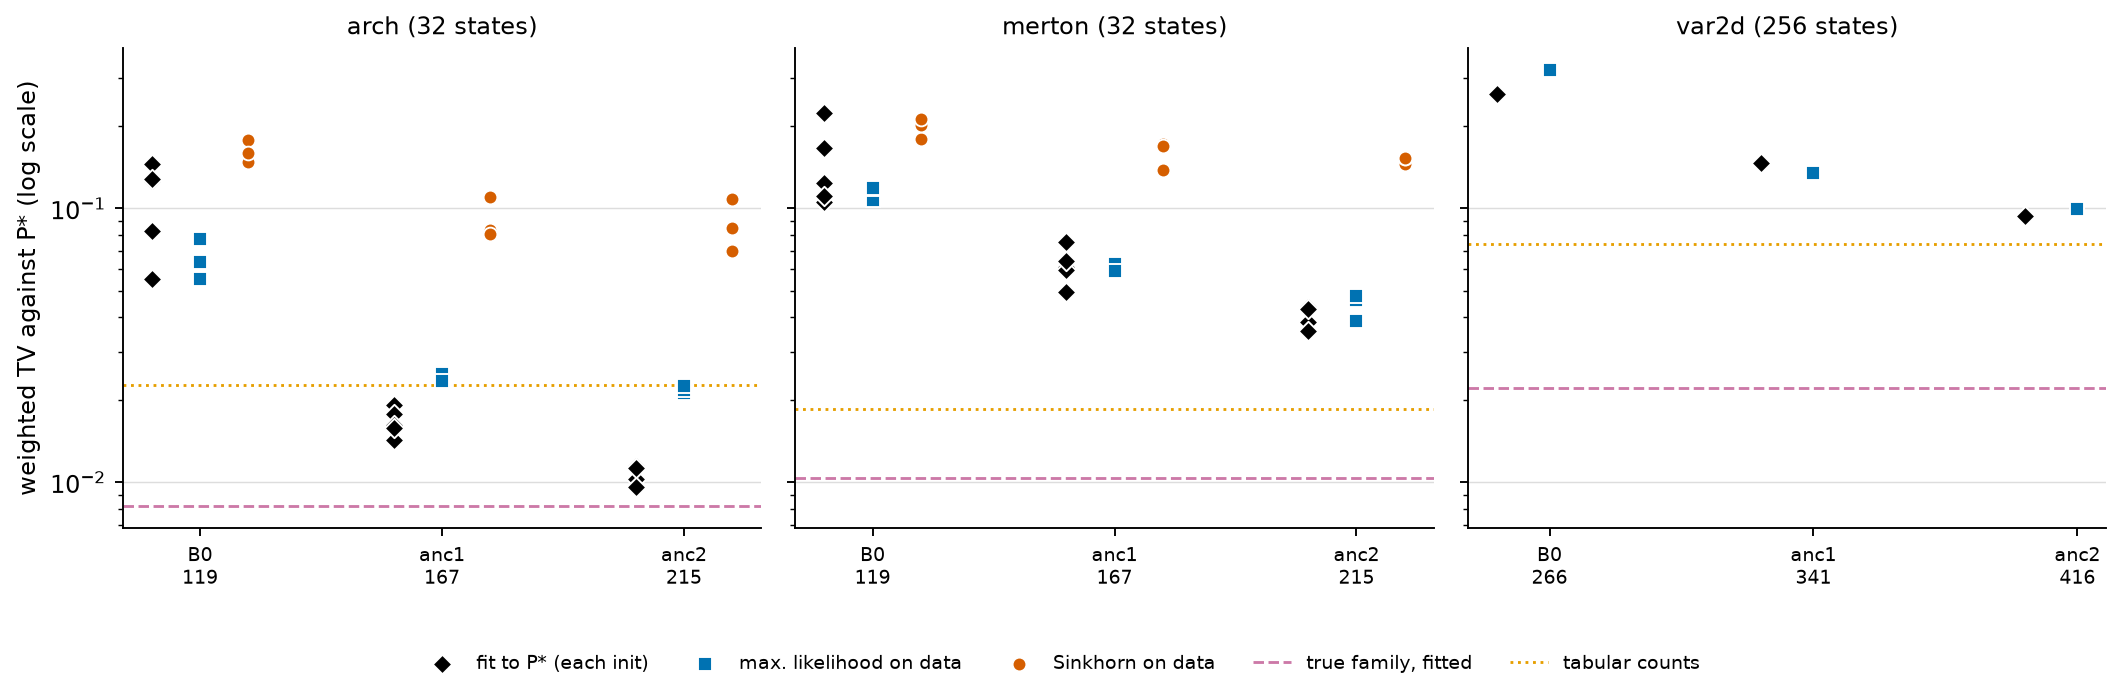 arch (32 states)
merton (32 states)
var2d (256 states)
weighted TV against P* (log scale)
10⁻¹
10⁻²
B0
119
anc1
167
anc2
215
B0
119
anc1
167
anc2
215
B0
266
anc1
341
anc2
416
fit to P* (each init)
max. likelihood on data
Sinkhorn on data
true family, fitted
tabular counts